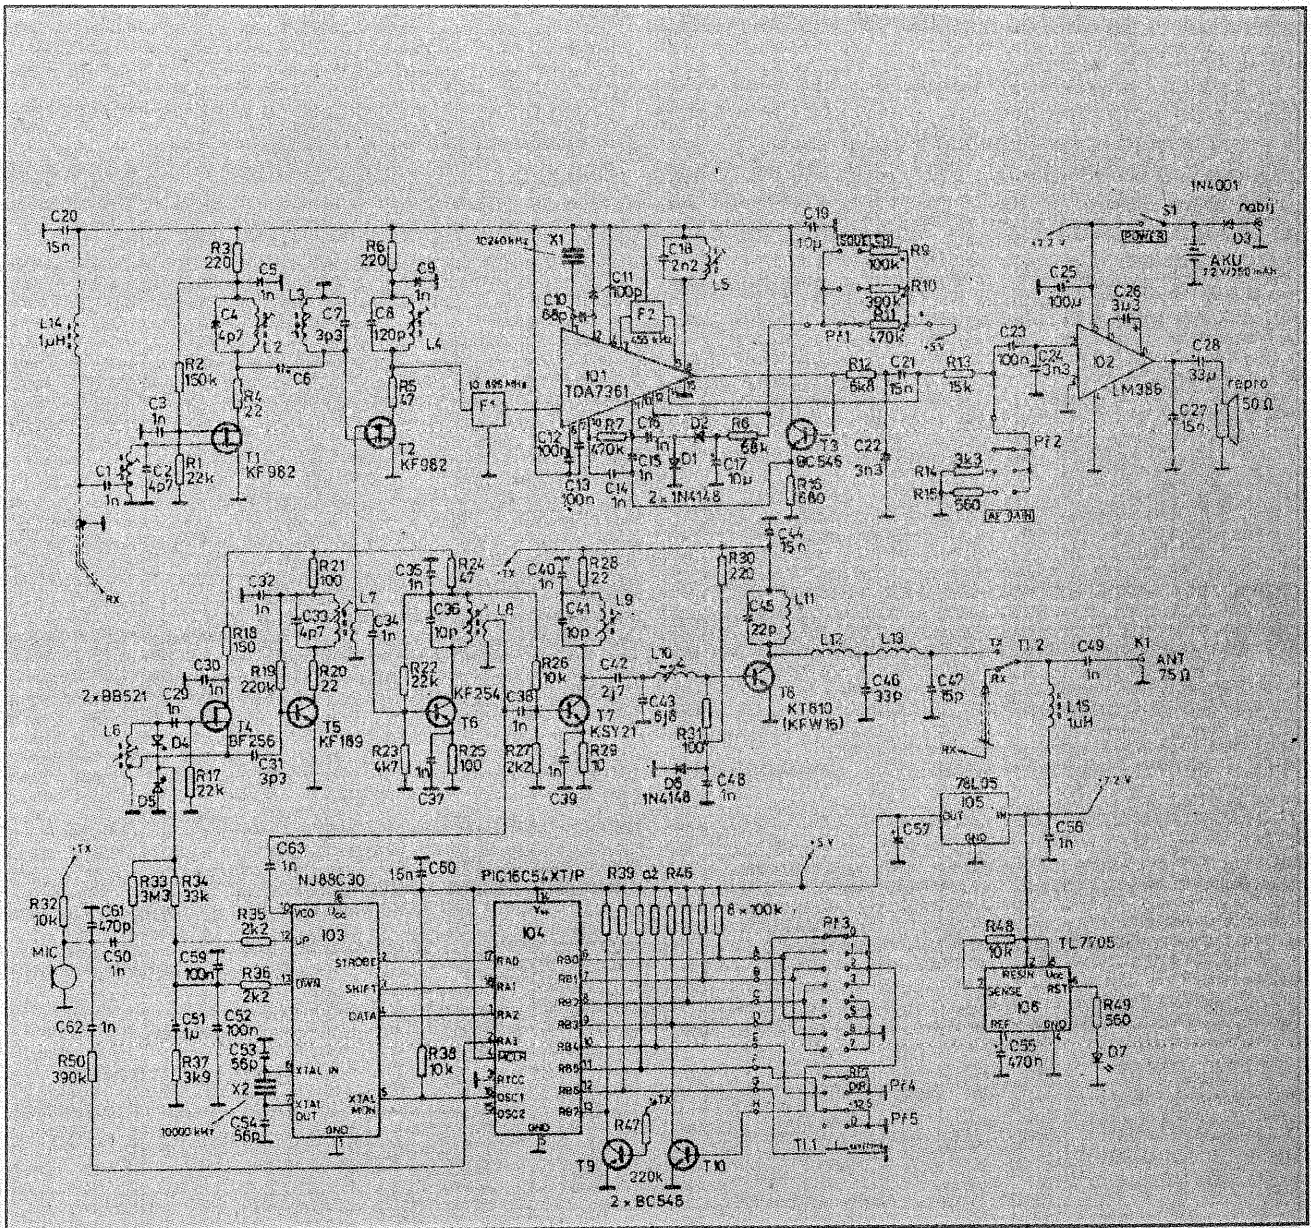 1N4001
C20
15n
R3
220
C5
1n
L3
R6
220
C9
1n
10240kHz
X1
C11
100p
C10
68p
C18
2n2
L5
C19
10µ
SQUELCH
R9
100k
R10
390k
R11
470k
Př1
+5V
+7,2 V
S1
POWER
nabíj
D3
AKU
7,2V/250 mAh
C25
100µ
C26
3µ3
L14
1µH
C4
4p7
L2
C7
3p3
C6
C8
120p
L4
R2
150k
R4
22
R5
47
F2
455 kHz
IO1
TDA7361
R12
6k8
C21
15n
R13
15k
C23
100n
C24
3n3
IO2
LM386
C28
33µ
repro
50 Ω
C27
15n
F1
C3
1n
T1
KF982
T2
KF982
R1
22k
C1
1n
C2
4p7
C12
100n
C13
100n
R7
470k
C16
1n
C15
1n
C14
1n
D2
D1
C17
10µ
68k
2 x 1N4148
T3
BC546
R16
680
C22
3n3
R14
3k3
R15
560
Př2
AF GAIN
RX
C44
15n
R21
100
C32
1n
L7
C33
4p7
C34
1n
C35
1n
R24
47
C36
10p
L8
+TX
C40
1n
R28
22
C41
10p
L9
R30
220
C45
22p
L11
R18
150
C30
1n
2xBB521
C29
1n
R19
220k
R20
22
R22
22k
KF254
R26
10k
C38
1n
C42
2j7
L10
C43
6j8
L12
L13
TX
Tl.2
RX
C49
1n
K1
ANT
75Ω
L6
D4
T4
BF256
T5
KF189
T6
T7
KSY21
T8
KT610
(KFW16)
C46
33p
C47
15p
L15
1µH
C31
3p3
R17
22k
D5
R23
4k7
1n
C37
R25
100
R27
2k2
1n
C39
R29
10
R31
100
D6
1N4148
C48
1n
RX
78L05
IO5
OUT
IN
GND
C57
+7,2 V
C56
1n
+TX
C63
1n
C60
15n
PIC16C54XT/P
R39 až R46
8 x 100k
+5V
R32
10k
C61
470p
R33
3M3
R34
33k
NJ88C30
R35
2k2
VCO
Ucc
IO3
UP
IO4
Př3
MIC
C50
1n
C59
100n
R36
2k2
DWN
STROBE
SHIFT
DATA
RA0
RA1
RA2
RA3
MCLR
RTCC
OSC1
OSC2
RB0
RB1
RB2
RB3
RB4
RB5
RB6
RB7
R48
10k
TL7705
RESIN
Ucc
SENSE
RST
IO6
REF
GND
R49
560
C55
470n
D7
C62
1n
C51
1µ
C52
100n
C53
56p
R50
390k
R37
3k9
X2
10000 kHz
C54
56p
XTAL IN
XTAL
OUT
XTAL
MON
GND
R38
10k
GND
Př4
Př5
Tl.1
R47
+TX
T9
220k
T10
2 x BC548